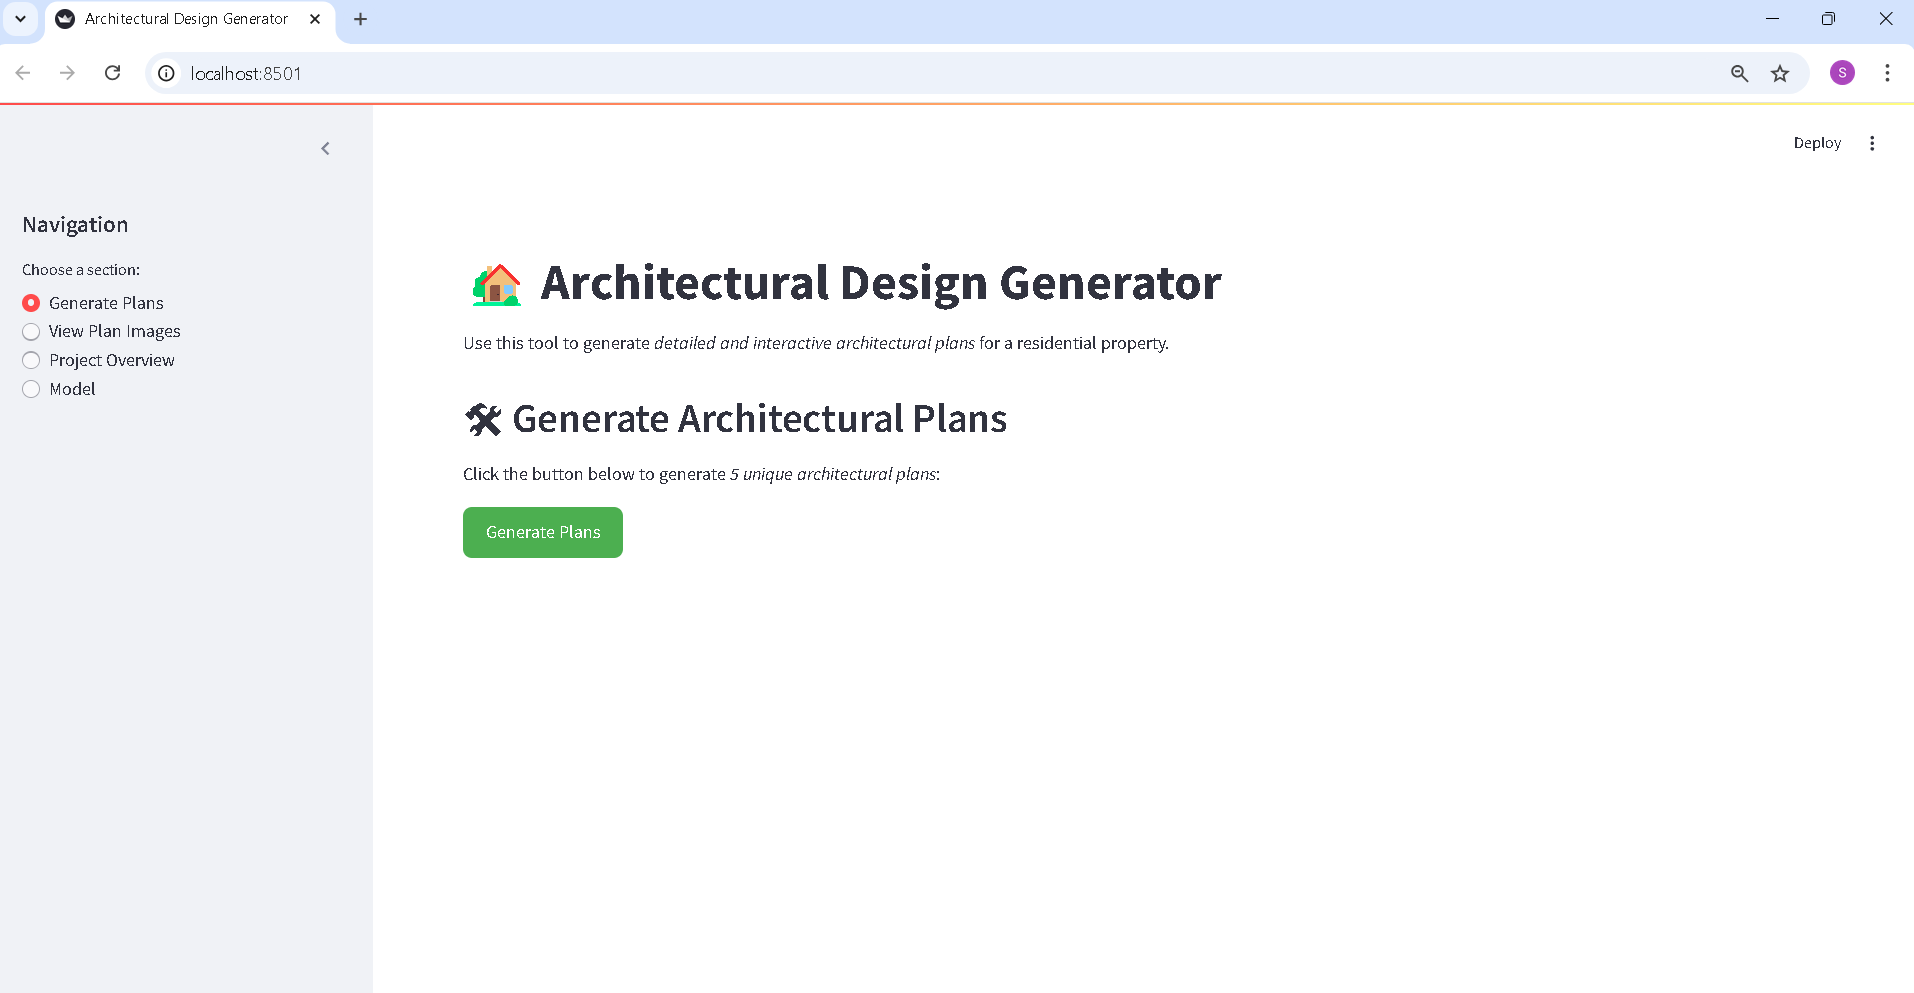 Architectural Design Generator
localhost:8501
S
Deploy
Navigation
Choose a section:
Generate Plans
View Plan Images
Project Overview
Model
Architectural Design Generator
Use this tool to generate detailed and interactive architectural plans for a residential property.
Generate Architectural Plans
Click the button below to generate 5 unique architectural plans:
Generate Plans